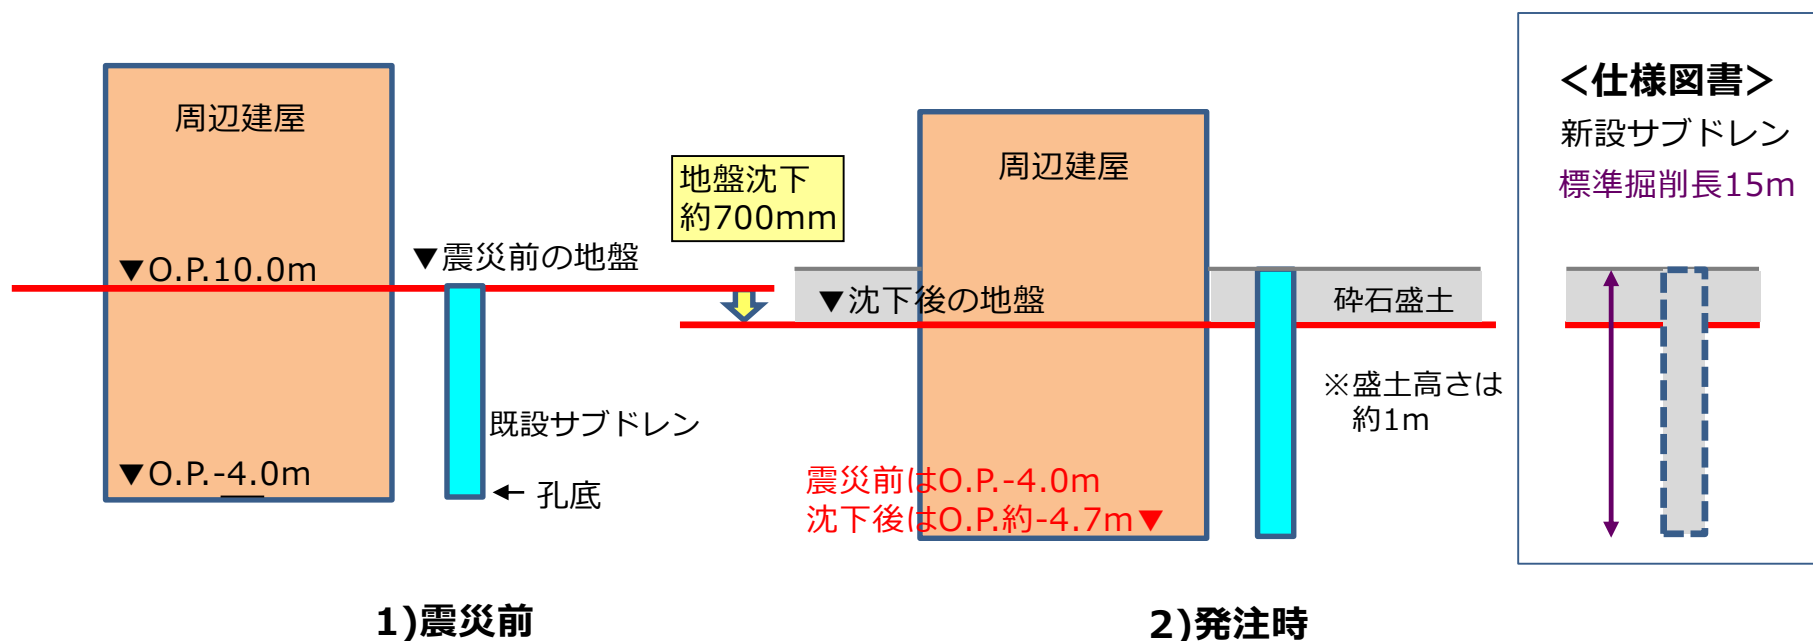 周辺建屋
▼O.P.10.0m
▼震災前の地盤
既設サブドレン
▼O.P.-4.0m
← 孔底
1)震災前
地盤沈下
約700mm
周辺建屋
▼沈下後の地盤
砕石盛土
※盛土高さは
約1m
震災前はO.P.-4.0m
沈下後はO.P.約-4.7m▼
2)発注時
<仕様図書>
新設サブドレン
標準掘削長15m